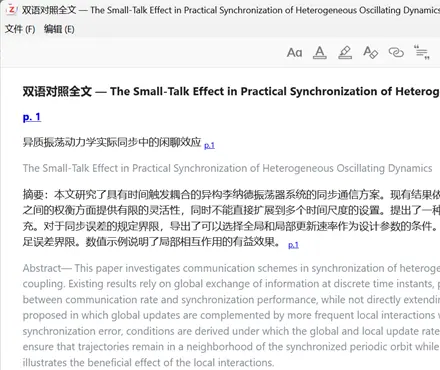 双语对照全文 — The Small-Talk Effect in Practical Synchronization of Heterogeneous Oscillating Dynamics
文件 (F) 编辑 (E)
Aa A A
双语对照全文 — The Small-Talk Effect in Practical Synchronization of Heterog
p. 1
异质振荡动力学实际同步中的闲聊效应 p.1
The Small-Talk Effect in Practical Synchronization of Heterogeneous Oscillating Dynamics
摘要：本文研究了具有时间触发耦合的异构李纳德振荡器系统的同步通信方案。现有结果依
之间的权衡方面提供有限的灵活性，同时不能直接扩展到多个时间尺度的设置。提出了一种
充。对于同步误差的规定界限，导出了可以选择全局和局部更新速率作为设计参数的条件。
足误差界限。数值示例说明了局部相互作用的有益效果。 p.1
Abstract— This paper investigates communication schemes in synchronization of heteroge
coupling. Existing results rely on global exchange of information at discrete time instants, p
between communication rate and synchronization performance, while not directly extendin
proposed in which global updates are complemented by more frequent local interactions w
synchronization error, conditions are derived under which the global and local update rate
ensure that trajectories remain in a neighborhood of the synchronized periodic orbit while
illustrates the beneficial effect of the local interactions.